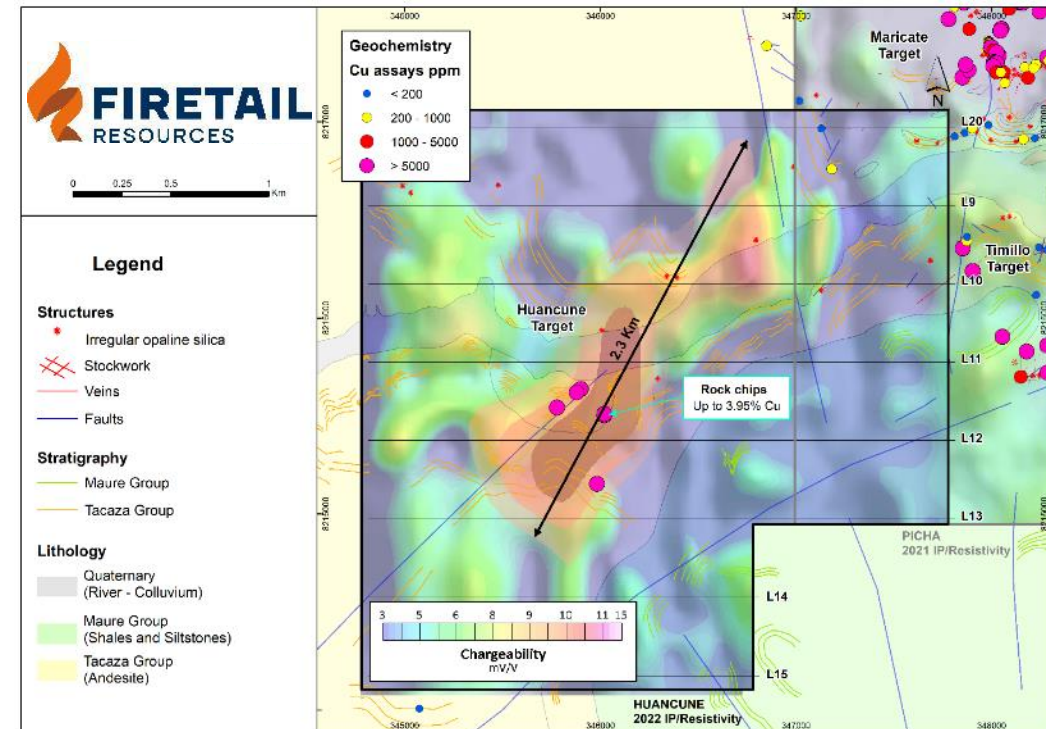 FIRETAIL
RESOURCES
0 0.25 0.5 1
Km
Legend
Structures
Irregular opaline silica
Stockwork
Veins
Faults
Stratigraphy
Maure Group
Tacaza Group
Lithology
Quaternary
(River - Colluvium)
Maure Group
(Shales and Siltstones)
Tacaza Group
(Andesite)
346000 347000 348000
Geochemistry
Cu assays ppm
< 200
200 - 1000
1000 - 5000
> 5000
Maricate
Target
N
8217000
L20
L9
Timillo
Target
L10
Huancune
Target
2.3 Km
L11
Rock chips
Up to 3.95% Cu
L12
8215000
L13
8215000
PICHA
2021 IP/Resistivity
L14
3 5 6 8 9 10 11 15
Chargeability
mV/V
L15
HUANCUNE
2022 IP/Resistivity
345000 346000 347000 348000